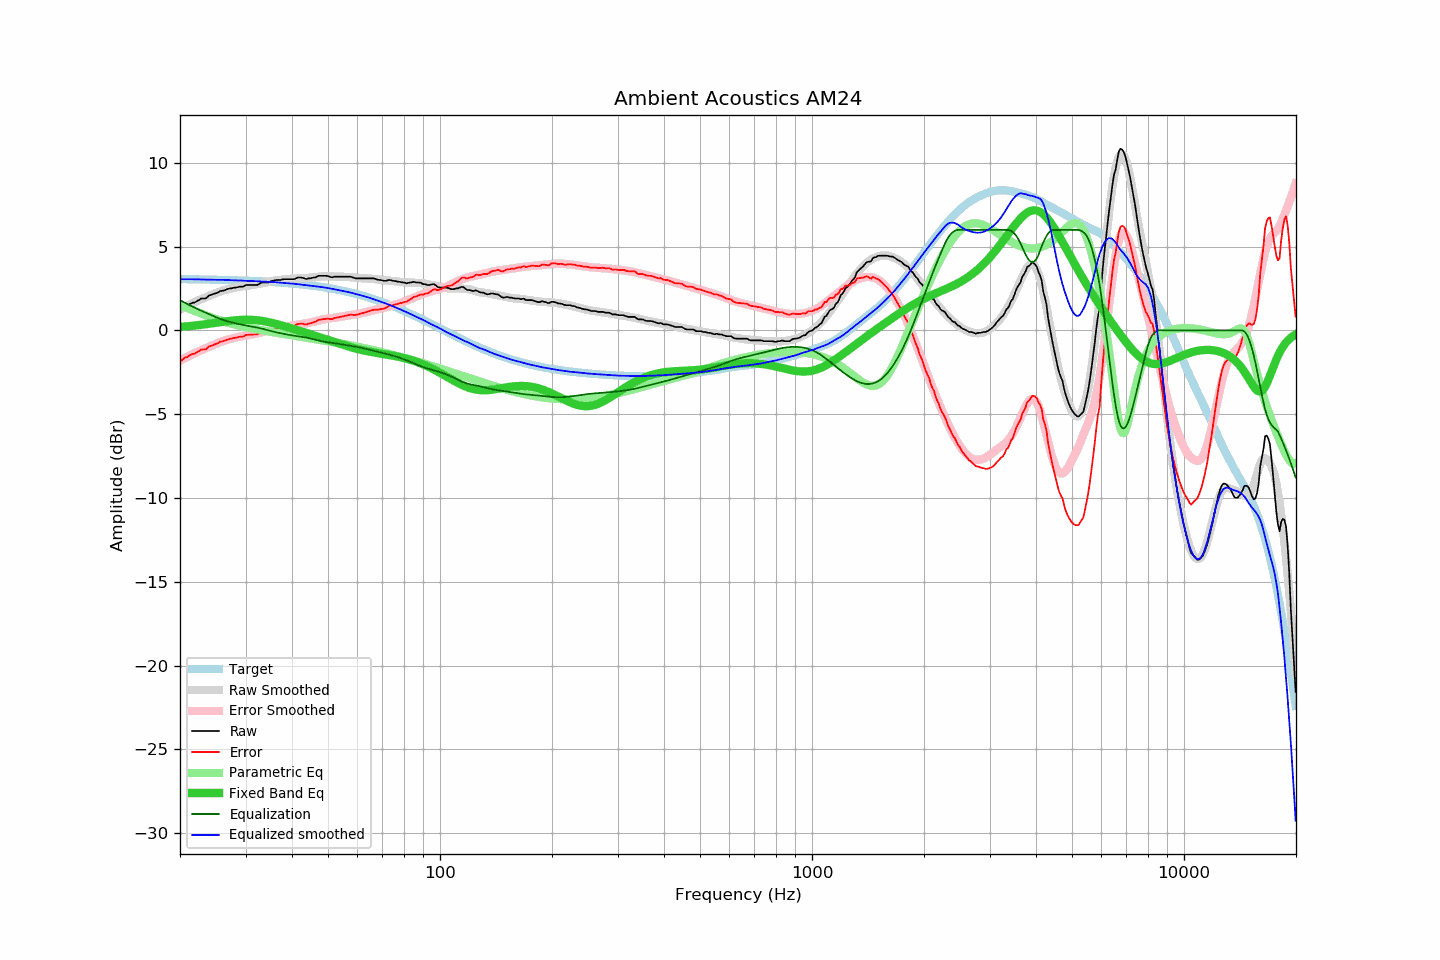 Ambient Acoustics AM24
10
5
0
−5
−10
−15
−20
−25
−30
Amplitude (dBr)
Target
Raw Smoothed
Error Smoothed
Raw
Error
Parametric Eq
Fixed Band Eq
Equalization
Equalized smoothed
100
1000
10000
Frequency (Hz)